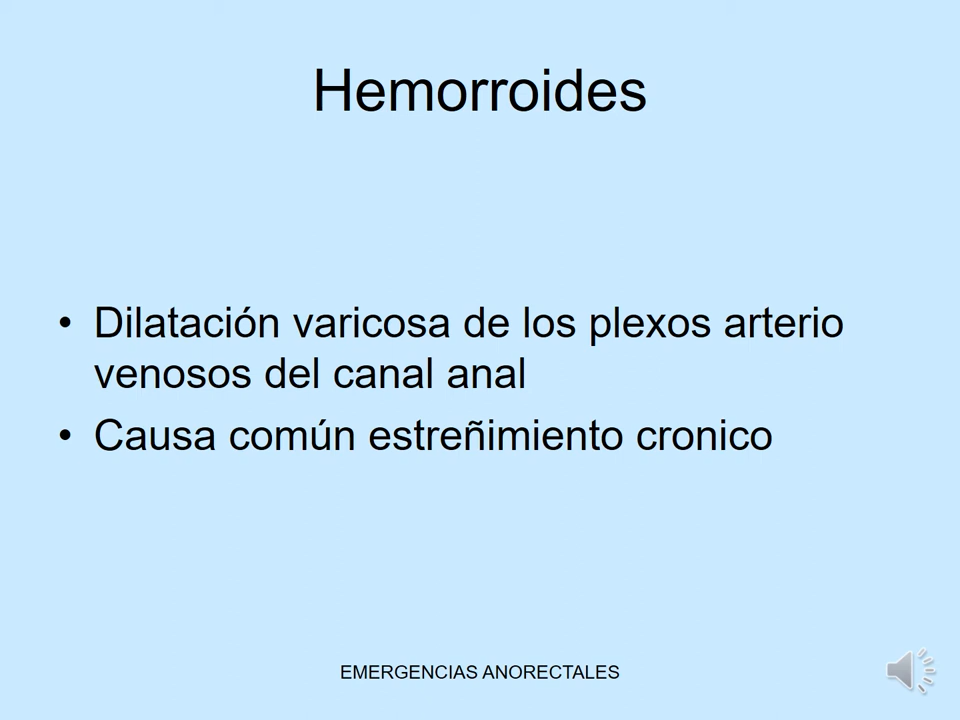 Hemorroides
• Dilatación varicosa de los plexos arterio
venosos del canal anal
• Causa común estreñimiento cronico
EMERGENCIAS ANORECTALES